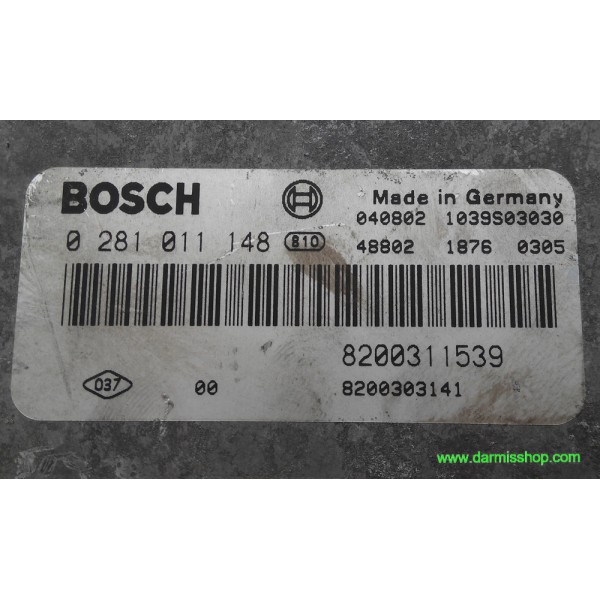 BOSCH Made in Germany
040802 1039S03030
0 281 011 148 810 48802 1876 0305
8200311539
037 00 8200303141
www.darmisshop.com